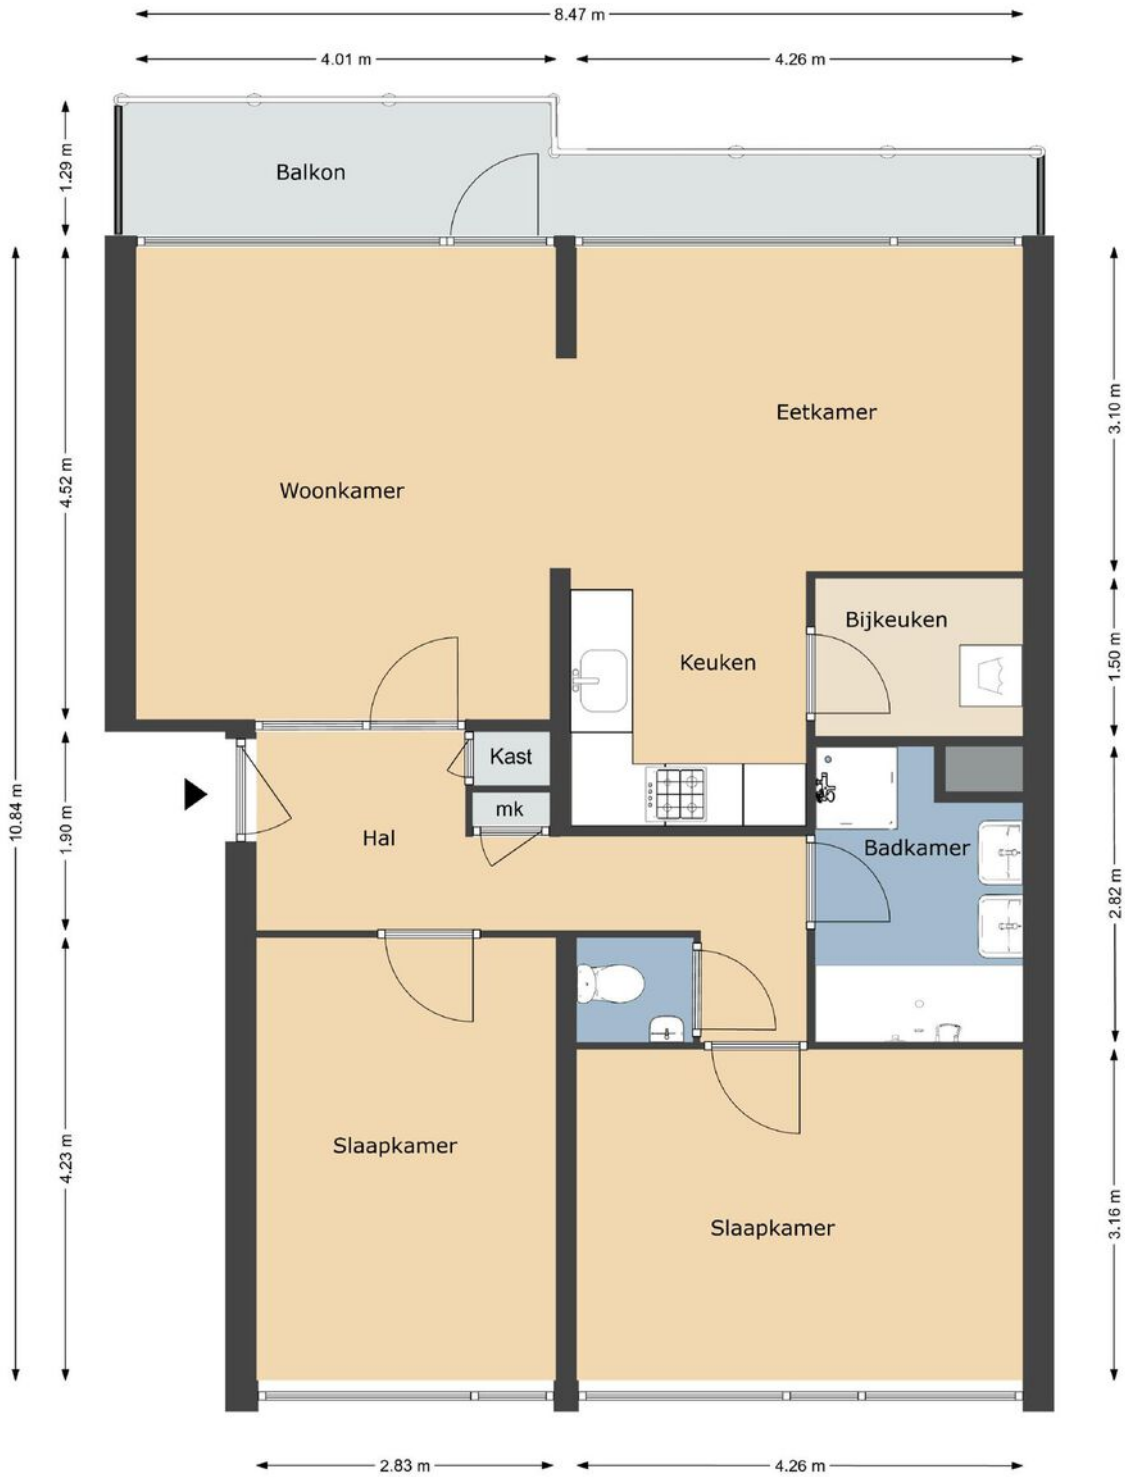 8.47 m
4.01 m
4.26 m
1.29 m
Balkon
10.84 m
4.52 m
3.10 m
Eetkamer
Woonkamer
Bijkeuken
1.50 m
Keuken
Kast
mk
1.90 m
Hal
Badkamer
2.82 m
4.23 m
Slaapkamer
3.16 m
Slaapkamer
2.83 m
4.26 m